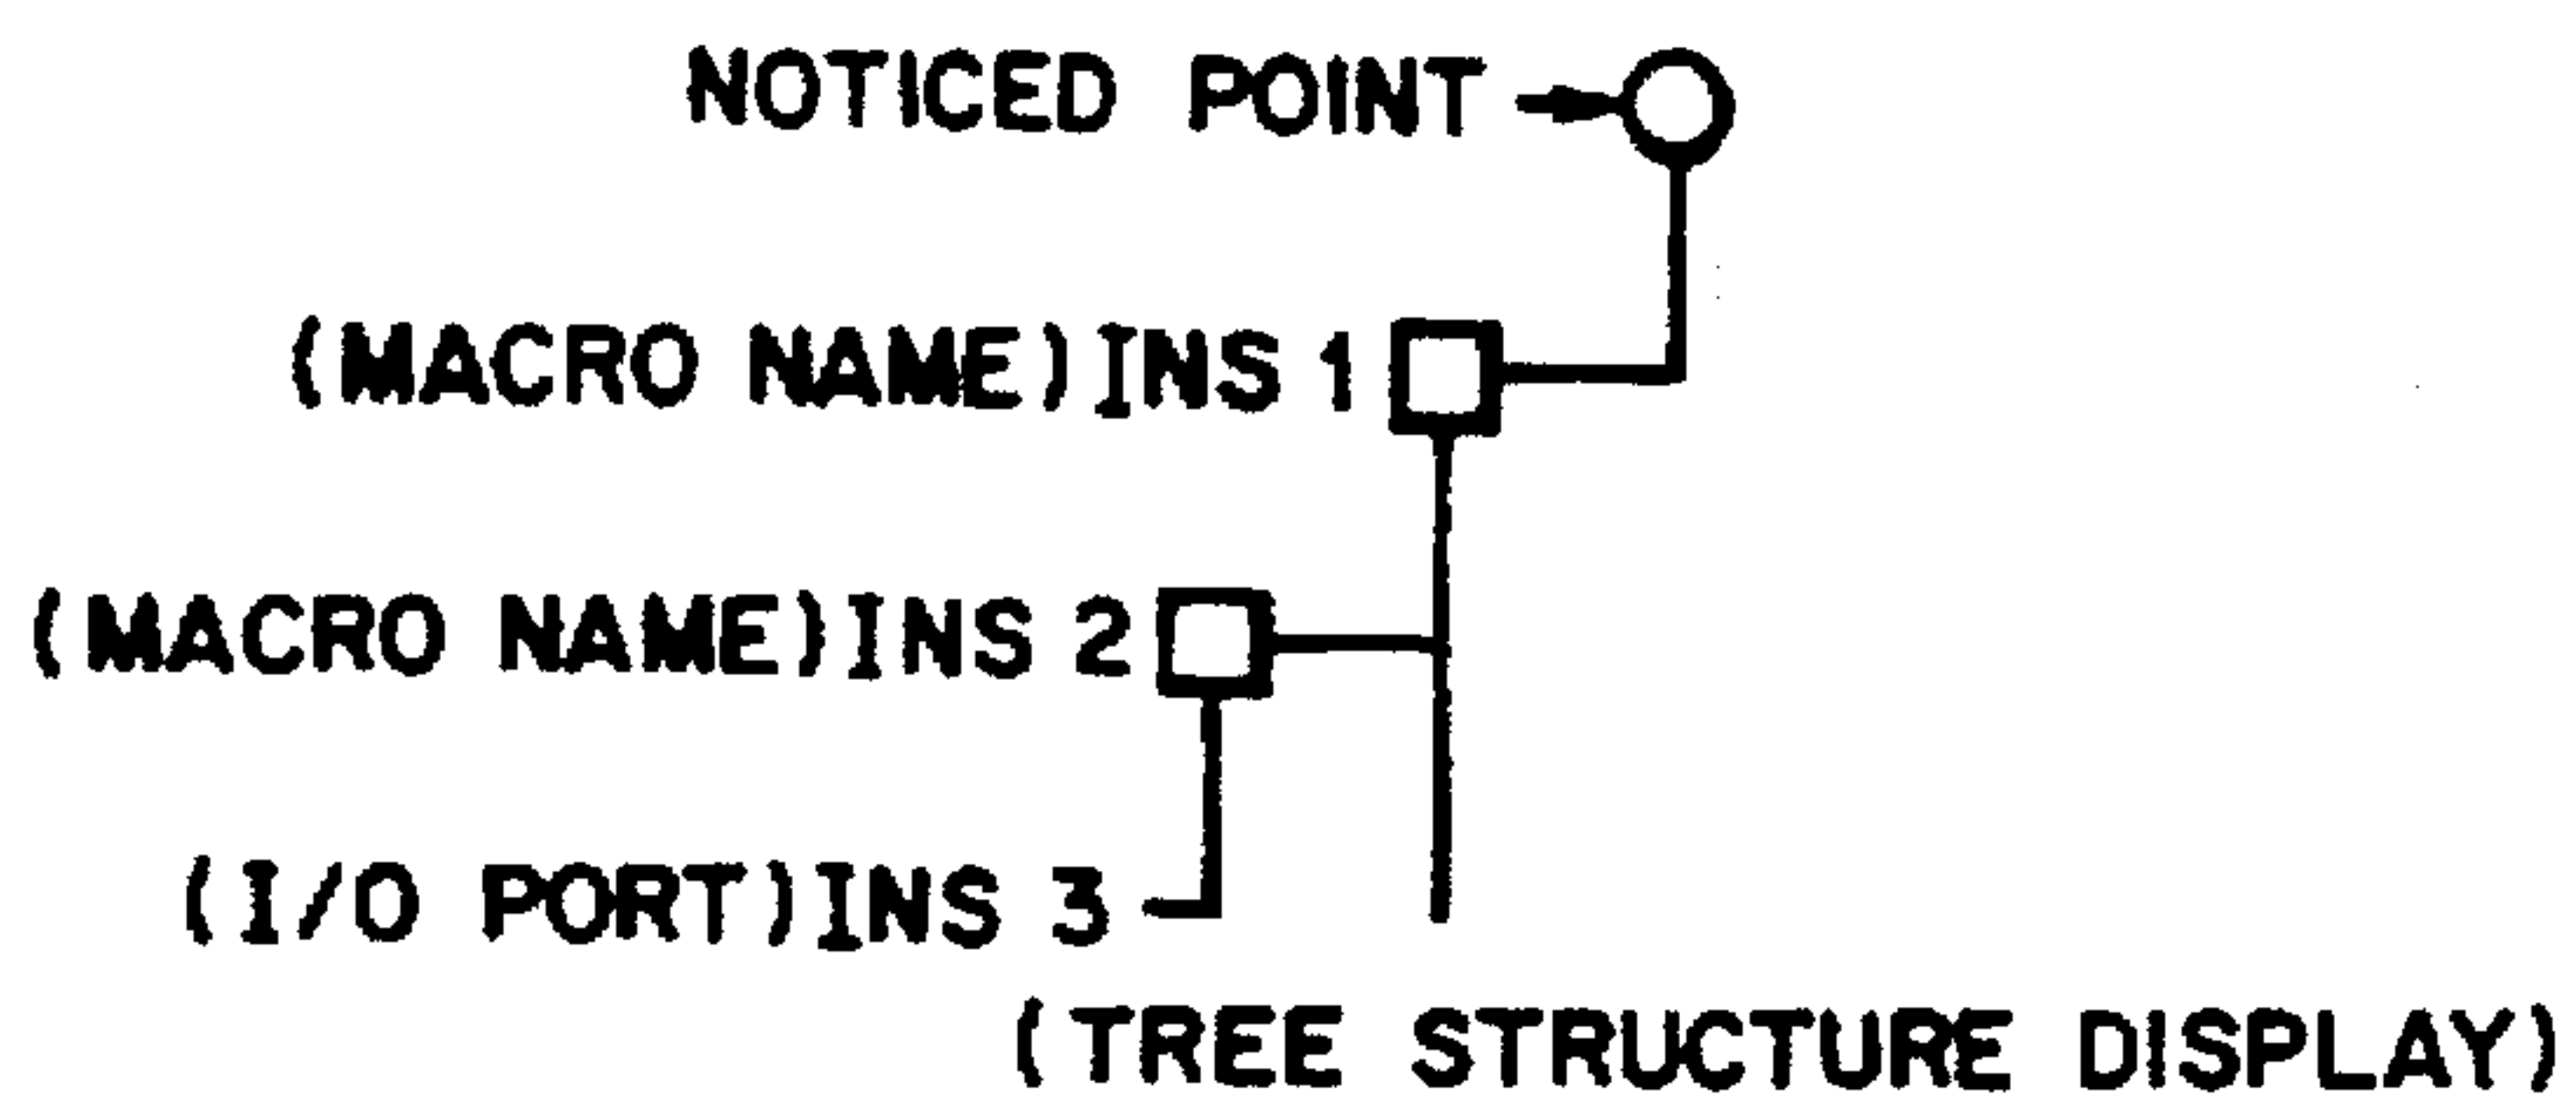 NOTICED POINT
(MACRO NAME)INS 1
(MACRO NAME)INS 2
(I/O PORT)INS 3
(TREE STRUCTURE DISPLAY)